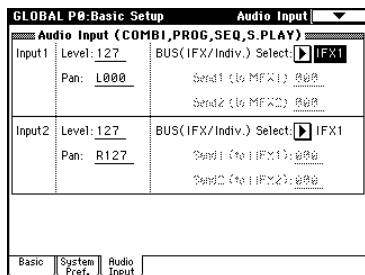 GLOBAL P0:Basic Setup Audio Input
Audio Input (COMBI,PROG,SEQ,S.PLAY)
Input1 Level: 127 BUS(IFX/Indiv.) Select: IFX1
Pan: L000 Send1 (to MFX1): 000
Send2 (to MFX2): 000
Input2 Level: 127 BUS(IFX/Indiv.) Select: IFX1
Pan: R127 Send1 (to MFX1): 000
Send2 (to MFX2): 000
Basic System Pref. Audio Input